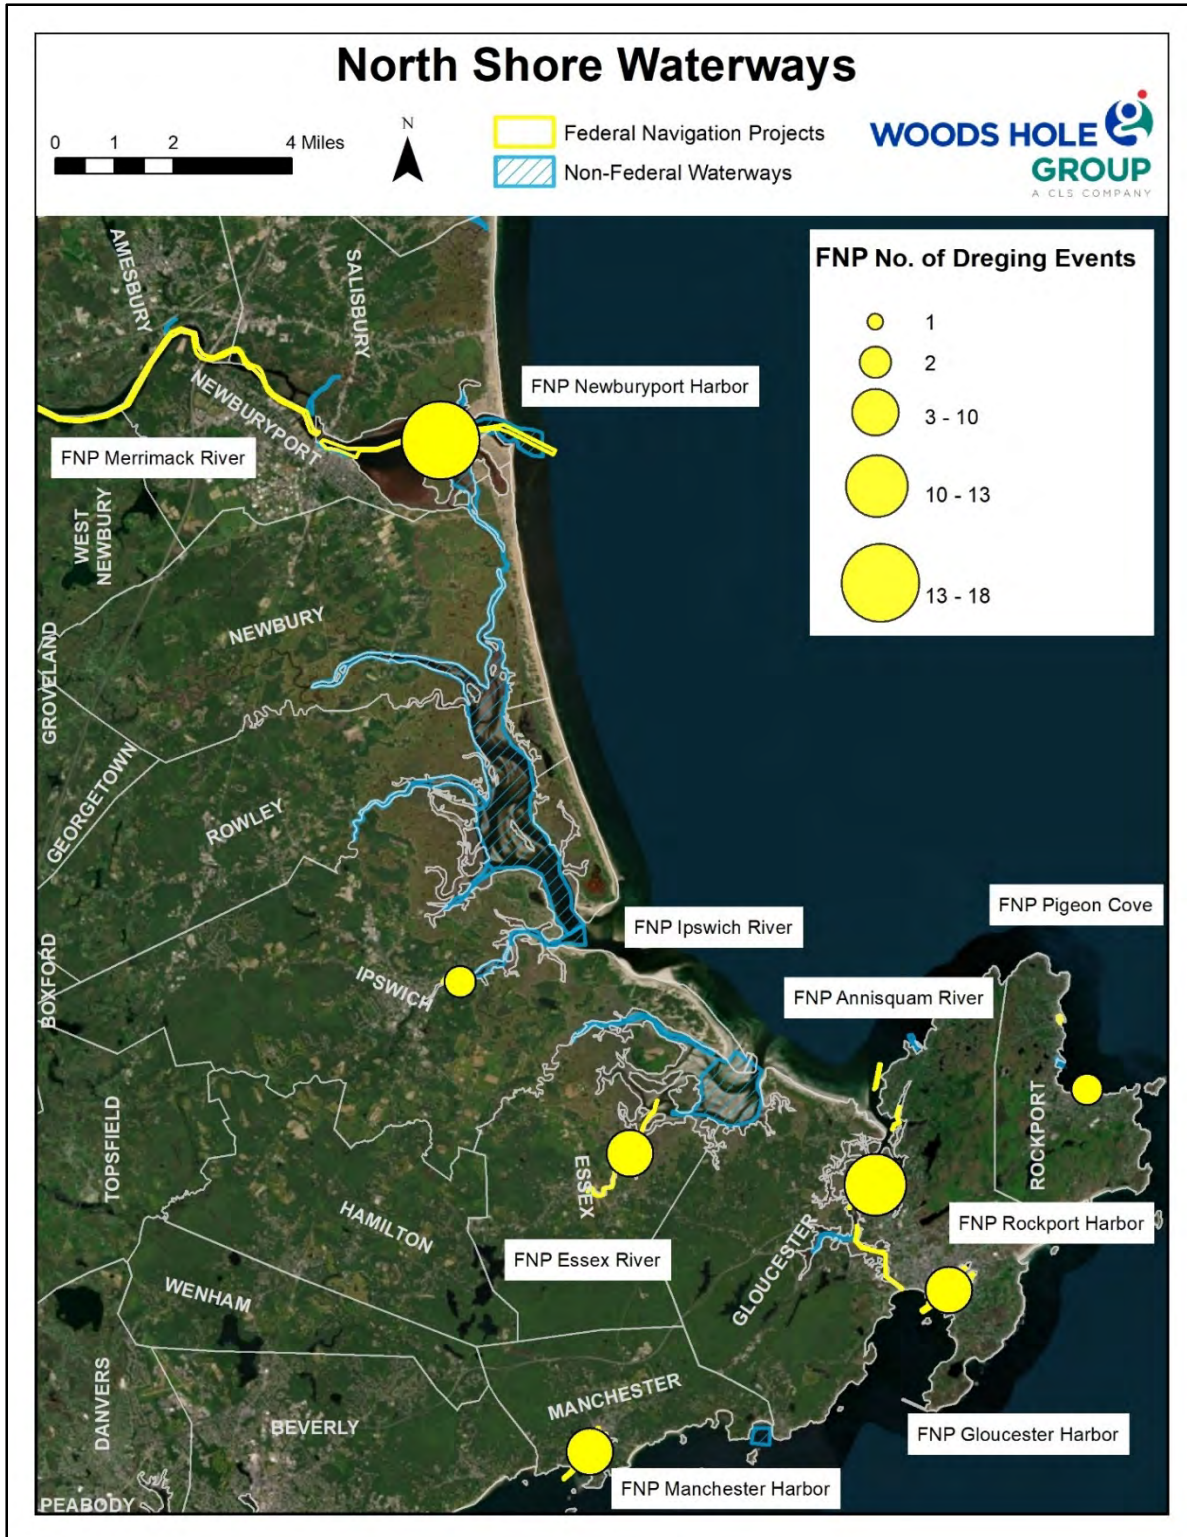 North Shore Waterways
0 1 2 4 Miles
N
Federal Navigation Projects
Non-Federal Waterways
WOODS HOLE
GROUP
A CLS COMPANY
FNP No. of Dreging Events
1
2
3 - 10
10 - 13
13 - 18
AMESBURY
SALISBURY
FNP Newburyport Harbor
NEWBURYPORT
FNP Merrimack River
WEST
NEWBURY
NEWBURY
GROVELAND
GEORGETOWN
ROWLEY
FNP Pigeon Cove
FNP Ipswich River
BOXFORD
IPSWICH
FNP Annisquam River
ROCKPORT
TOPSFIELD
ESSEX
HAMILTON
FNP Rockport Harbor
GLOUCESTER
FNP Essex River
WENHAM
DANVERS
BEVERLY
MANCHESTER
FNP Gloucester Harbor
FNP Manchester Harbor
PEABODY